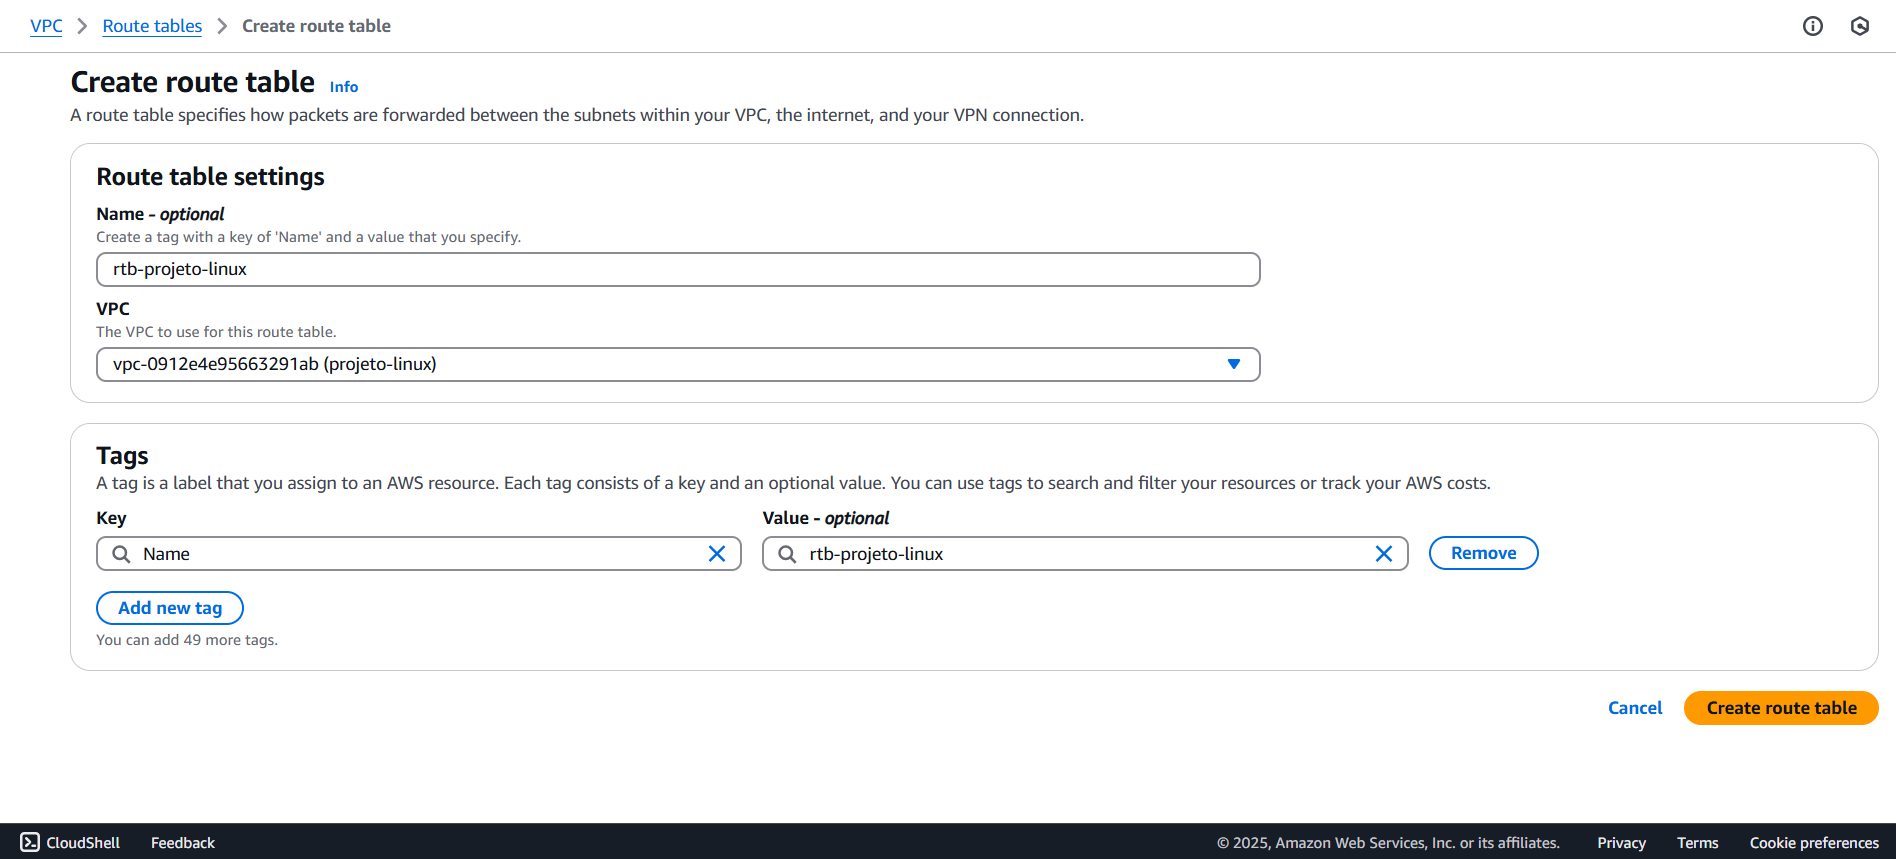 VPC > Route tables > Create route table
Create route table Info
A route table specifies how packets are forwarded between the subnets within your VPC, the internet, and your VPN connection.
Route table settings
Name - optional
Create a tag with a key of 'Name' and a value that you specify.
rtb-projeto-linux
VPC
The VPC to use for this route table.
vpc-0912e4e95663291ab (projeto-linux)
Tags
A tag is a label that you assign to an AWS resource. Each tag consists of a key and an optional value. You can use tags to search and filter your resources or track your AWS costs.
Key Value - optional
Name rtb-projeto-linux Remove
Add new tag
You can add 49 more tags.
Cancel Create route table
CloudShell Feedback © 2025, Amazon Web Services, Inc. or its affiliates. Privacy Terms Cookie preferences